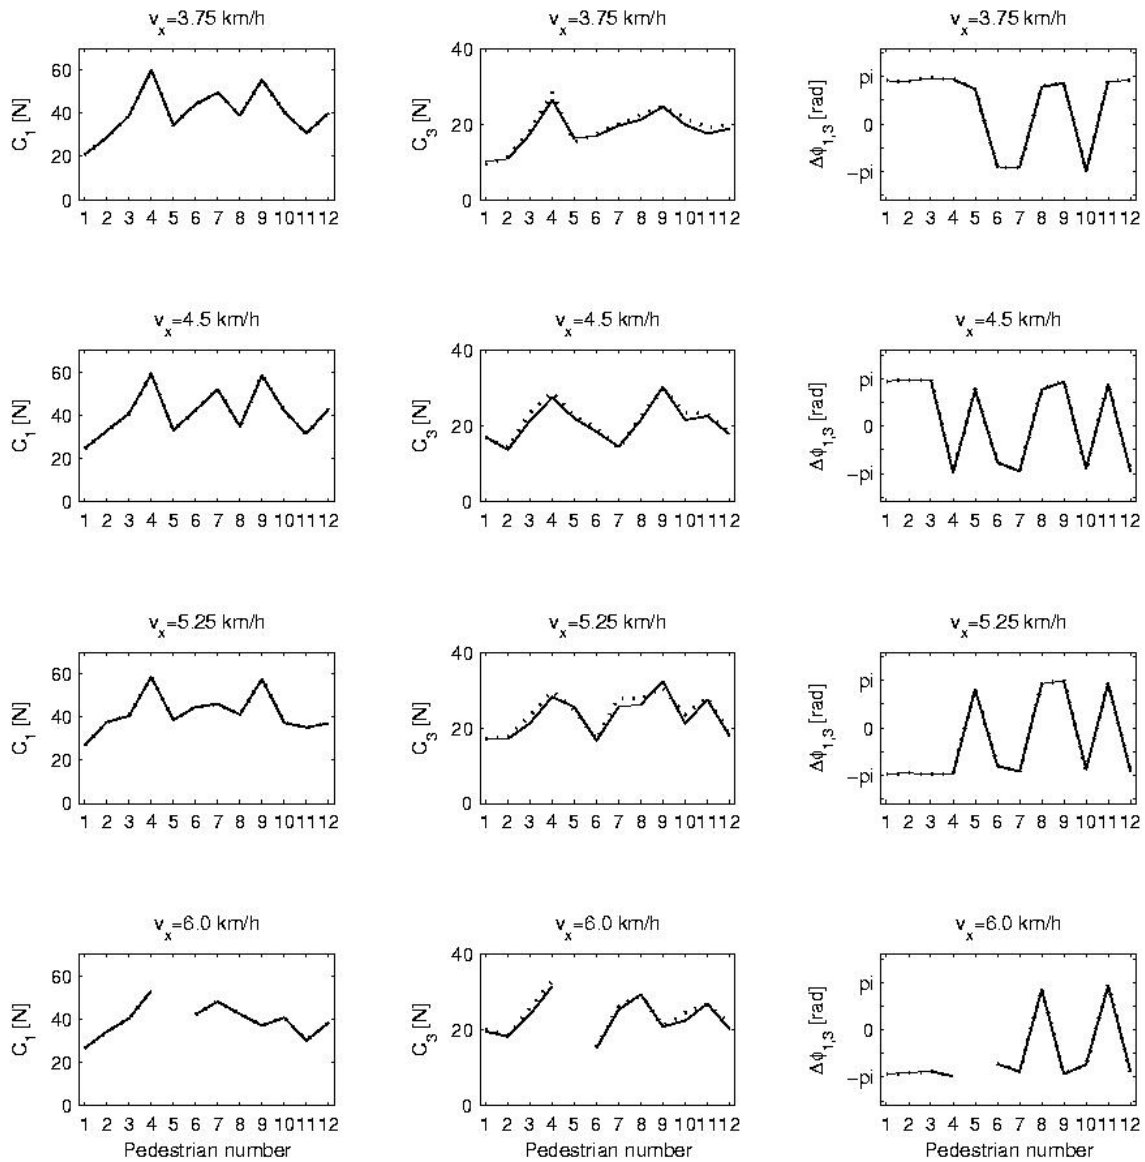 v_x=3.75 km/h
v_x=3.75 km/h
v_x=3.75 km/h
C_1 [N]
60
40
20
0
1 2 3 4 5 6 7 8 9 10 11 12
C_3 [N]
40
20
0
1 2 3 4 5 6 7 8 9 10 11 12
Δϕ_{1,3} [rad]
pi
0
−pi
1 2 3 4 5 6 7 8 9 10 11 12
v_x=4.5 km/h
v_x=4.5 km/h
v_x=4.5 km/h
C_1 [N]
60
40
20
0
1 2 3 4 5 6 7 8 9 10 11 12
C_3 [N]
40
20
0
1 2 3 4 5 6 7 8 9 10 11 12
Δϕ_{1,3} [rad]
pi
0
−pi
1 2 3 4 5 6 7 8 9 10 11 12
v_x=5.25 km/h
v_x=5.25 km/h
v_x=5.25 km/h
C_1 [N]
60
40
20
0
1 2 3 4 5 6 7 8 9 10 11 12
C_3 [N]
40
20
0
1 2 3 4 5 6 7 8 9 10 11 12
Δϕ_{1,3} [rad]
pi
0
−pi
1 2 3 4 5 6 7 8 9 10 11 12
v_x=6.0 km/h
v_x=6.0 km/h
v_x=6.0 km/h
C_1 [N]
60
40
20
0
1 2 3 4 5 6 7 8 9 10 11 12
Pedestrian number
C_3 [N]
40
20
0
1 2 3 4 5 6 7 8 9 10 11 12
Pedestrian number
Δϕ_{1,3} [rad]
pi
0
−pi
1 2 3 4 5 6 7 8 9 10 11 12
Pedestrian number